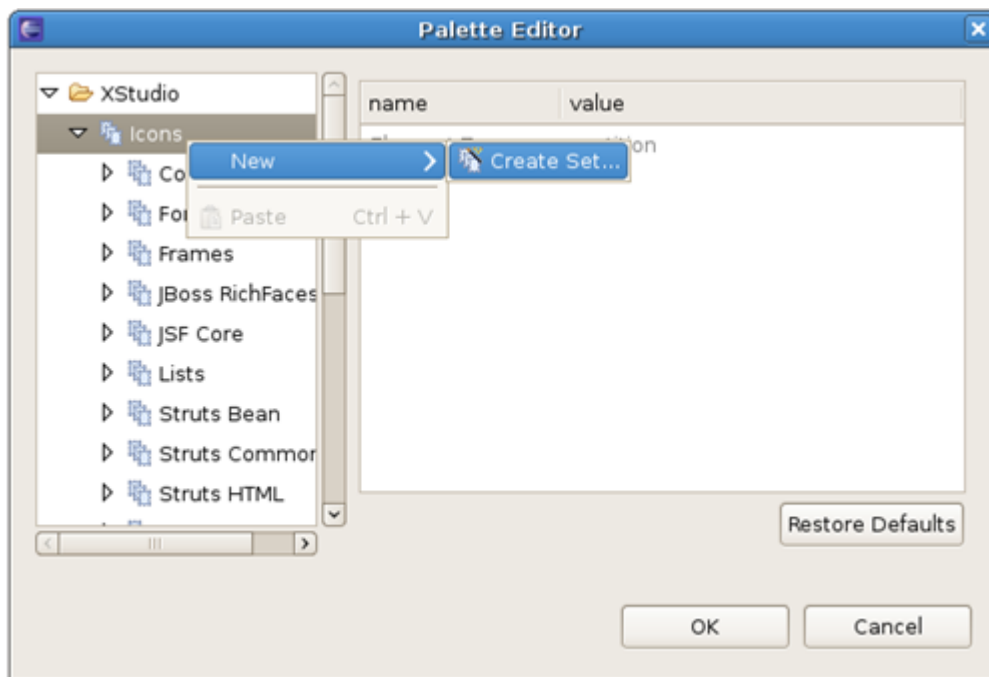 Palette Editor
XStudio
name value
Icons
New
Create Set...
Paste Ctrl + V
Frames
JBoss RichFaces
JSF Core
Lists
Struts Bean
Struts Common
Struts HTML
Restore Defaults
OK Cancel